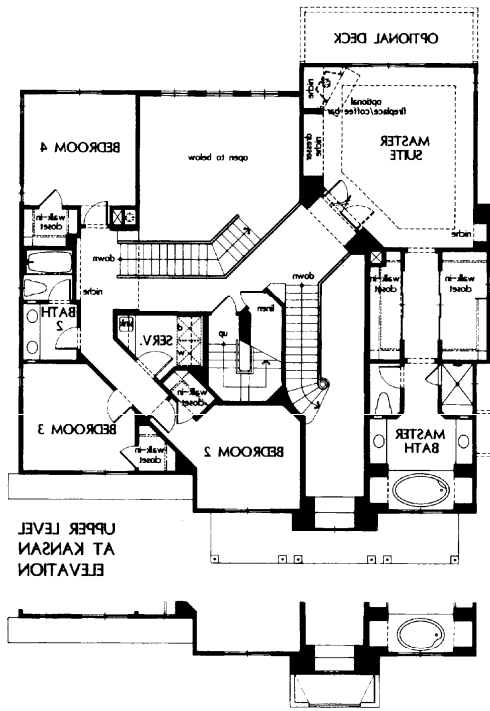 OPTIONAL DECK
niche
optional
fireplace/coffee bar
dresser
niche
MASTER
SUITE
niche
BEDROOM 4
open to below
walk-in
closet
down
niche
BATH
2
down
linen
up
sink
SERV.
d
w
walk-in
closet
walk-in
closet
walk-in
closet
BEDROOM 3
walk-in
closet
BEDROOM 2
MASTER
BATH
UPPER LEVEL
AT KANSAN
ELEVATION